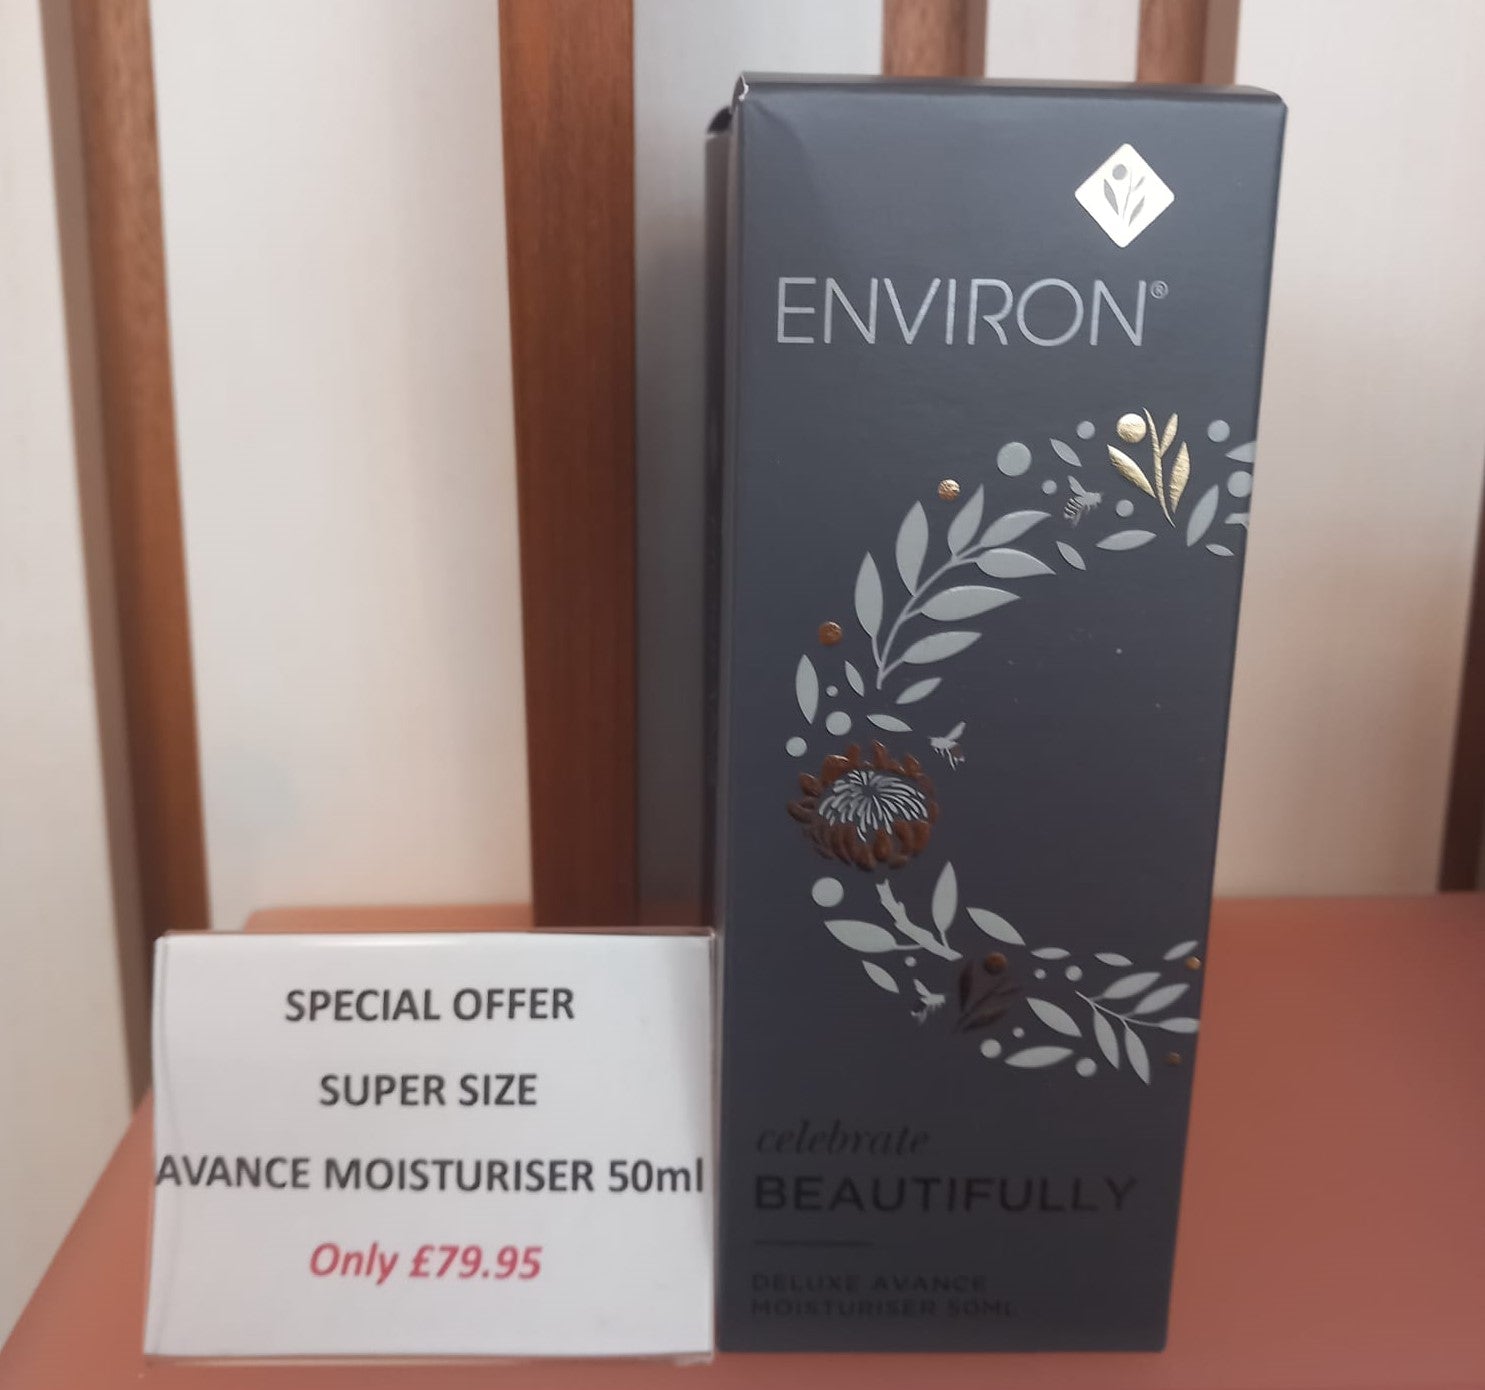 SPECIAL OFFER
SUPER SIZE
AVANCE MOISTURISER 50ml
Only £79.95
ENVIRON®
celebrate
BEAUTIFULLY
DELUXE AVANCE
MOISTURISER 50ML